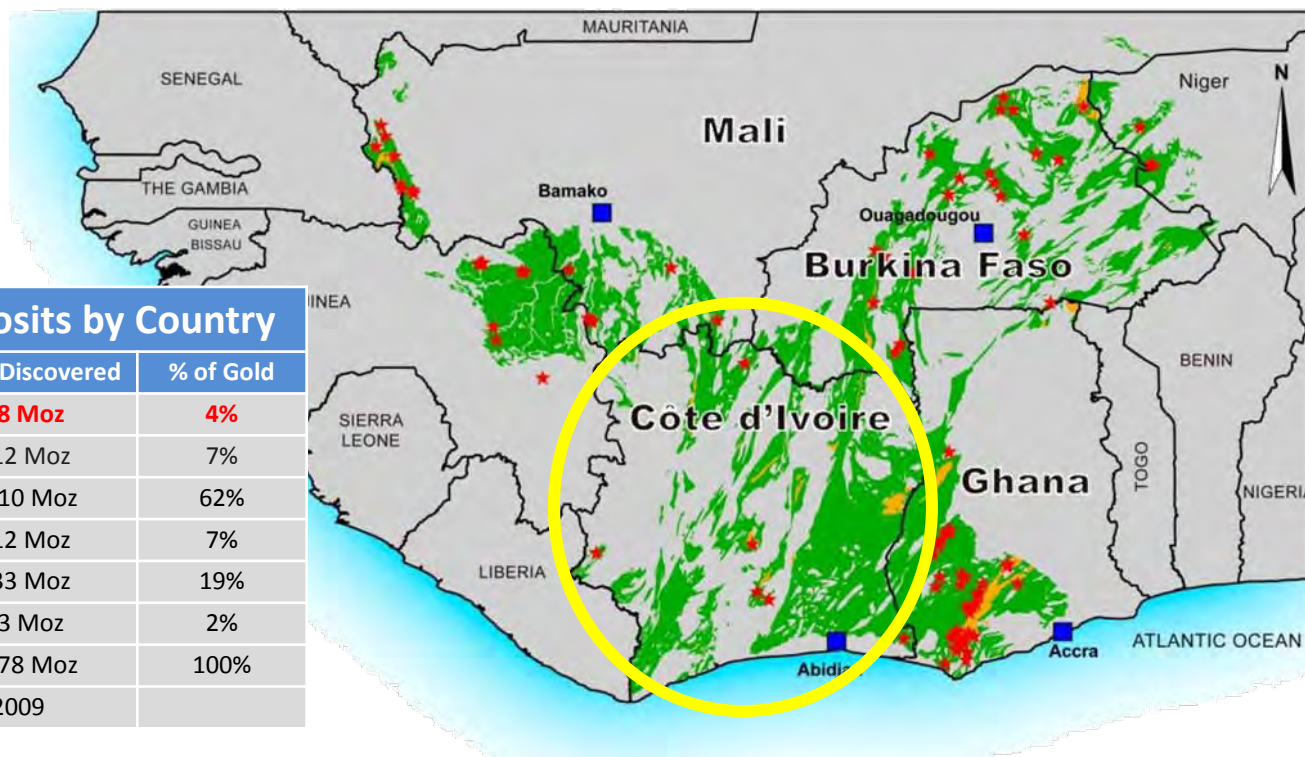 MAURITANIA
SENEGAL
Niger
N
Mali
THE GAMBIA
Bamako
GUINEA
BISSAU
Ouagadougou
Burkina Faso
INEA
BENIN
SIERRA
LEONE
Côte d'Ivoire
Ghana
TOGO
NIGERIA
LIBERIA
Accra
ATLANTIC OCEAN
osits by Country
Discovered % of Gold
8 Moz 4%
12 Moz 7%
10 Moz 62%
12 Moz 7%
33 Moz 19%
3 Moz 2%
78 Moz 100%
2009